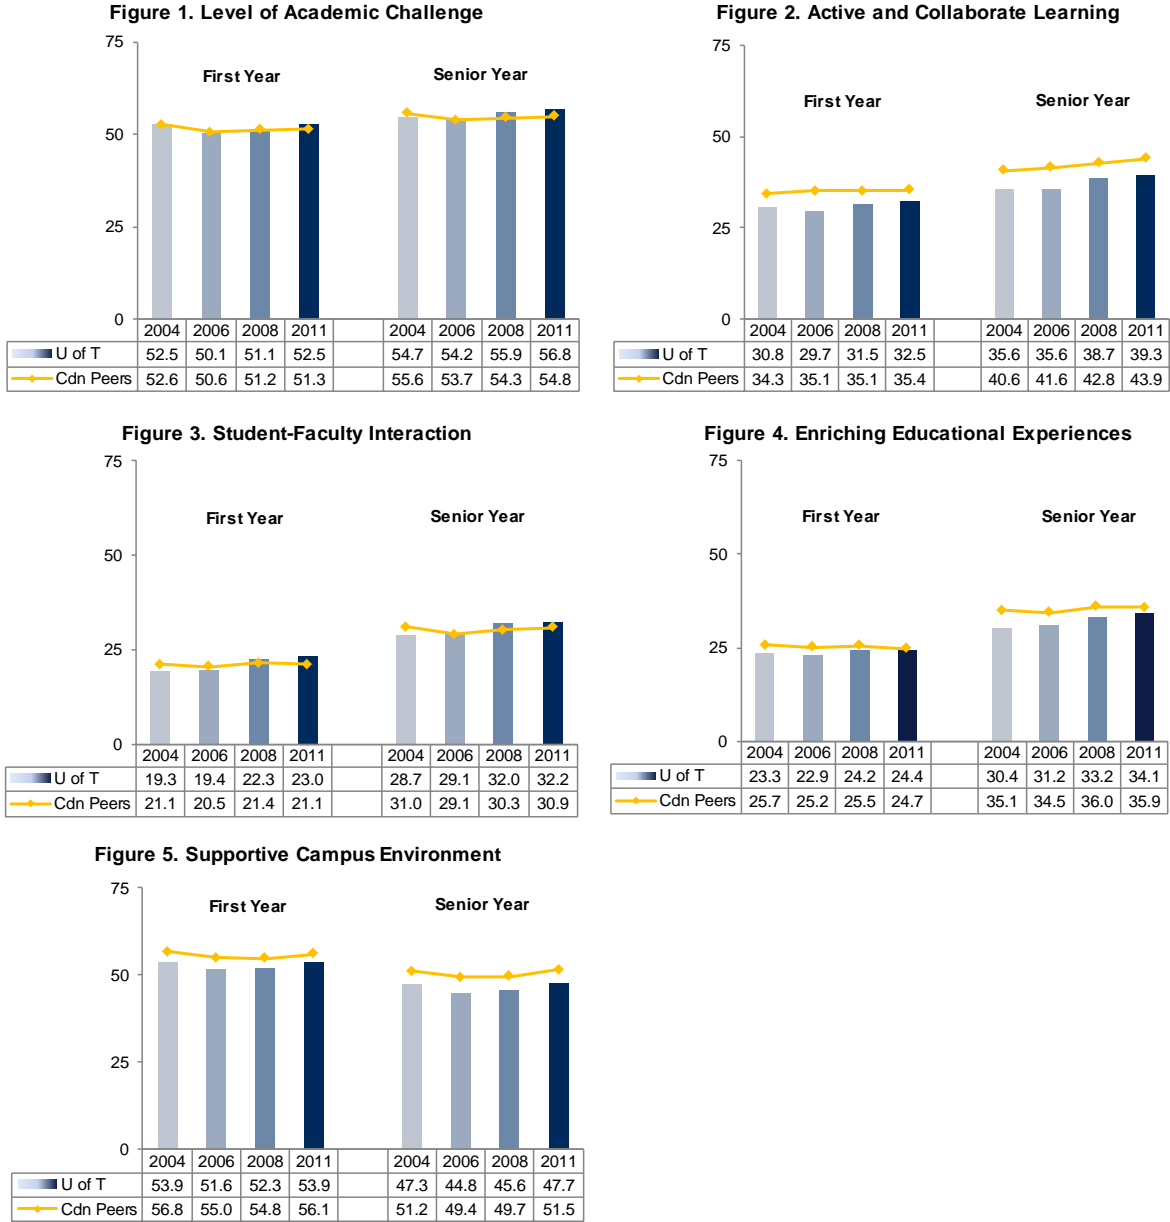 Figure 1. Level of Academic Challenge
75
First Year
Senior Year
50
25
0
2004 2006 2008 2011 2004 2006 2008 2011
U of T 52.5 50.1 51.1 52.5 54.7 54.2 55.9 56.8
Cdn Peers 52.6 50.6 51.2 51.3 55.6 53.7 54.3 54.8
Figure 2. Active and Collaborate Learning
75
First Year
Senior Year
50
25
0
2004 2006 2008 2011 2004 2006 2008 2011
U of T 30.8 29.7 31.5 32.5 35.6 35.6 38.7 39.3
Cdn Peers 34.3 35.1 35.1 35.4 40.6 41.6 42.8 43.9
Figure 3. Student-Faculty Interaction
75
First Year
Senior Year
50
25
0
2004 2006 2008 2011 2004 2006 2008 2011
U of T 19.3 19.4 22.3 23.0 28.7 29.1 32.0 32.2
Cdn Peers 21.1 20.5 21.4 21.1 31.0 29.1 30.3 30.9
Figure 4. Enriching Educational Experiences
75
First Year
Senior Year
50
25
0
2004 2006 2008 2011 2004 2006 2008 2011
U of T 23.3 22.9 24.2 24.4 30.4 31.2 33.2 34.1
Cdn Peers 25.7 25.2 25.5 24.7 35.1 34.5 36.0 35.9
Figure 5. Supportive Campus Environment
75
First Year
Senior Year
50
25
0
2004 2006 2008 2011 2004 2006 2008 2011
U of T 53.9 51.6 52.3 53.9 47.3 44.8 45.6 47.7
Cdn Peers 56.8 55.0 54.8 56.1 51.2 49.4 49.7 51.5